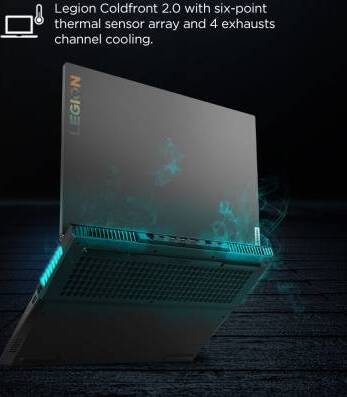 Legion Coldfront 2.0 with six-point
thermal sensor array and 4 exhausts
channel cooling.
LEGION